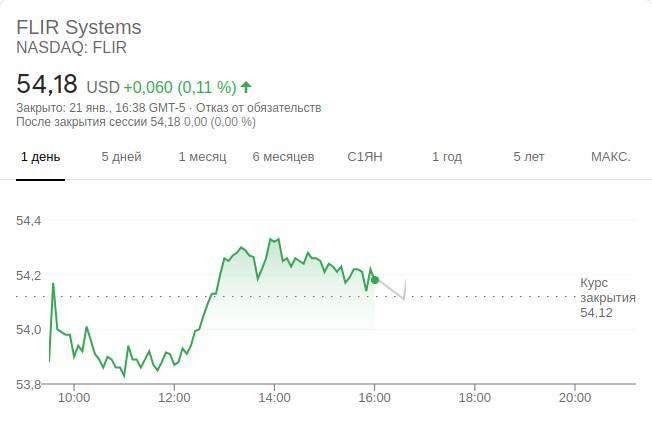 FLIR Systems
NASDAQ: FLIR
54,18 USD +0,060 (0,11 %)
Закрыто: 21 янв., 16:38 GMT-5 · Отказ от обязательств
После закрытия сессии 54,18 0,00 (0,00 %)
1 день 5 дней 1 месяц 6 месяцев С1ЯН 1 год 5 лет МАКС.
54,4
54,2
Курс
закрытия
54,12
54,0
53,8
10:00 12:00 14:00 16:00 18:00 20:00